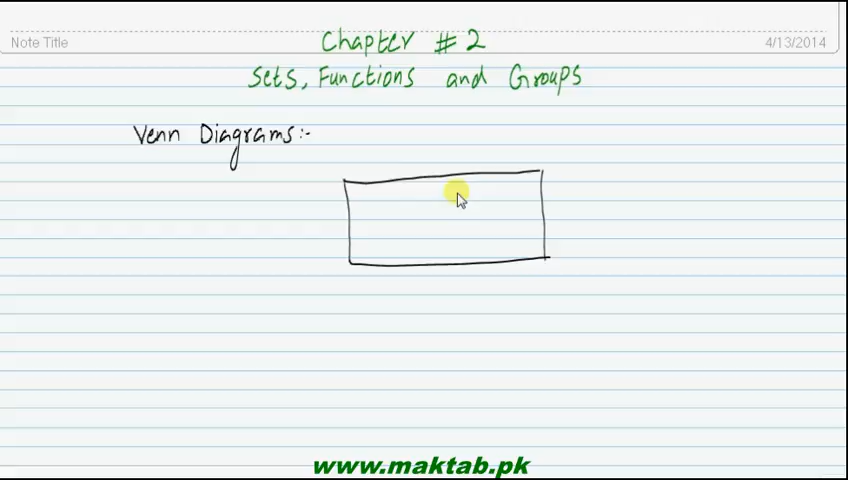 Note Title
4/13/2014
Chapter # 2
Sets, Functions and Groups
Venn Diagrams:-
www.maktab.pk